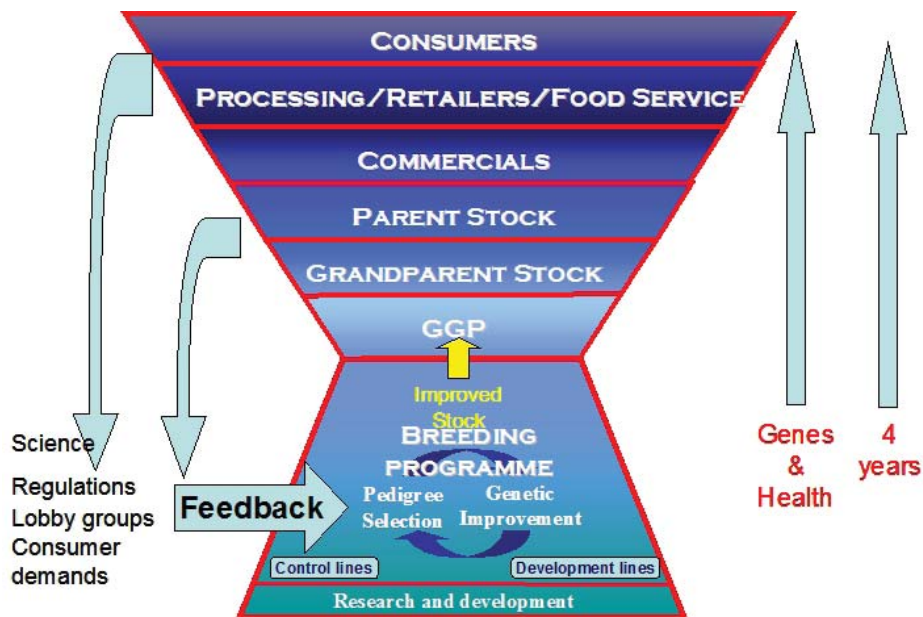 CONSUMERS
PROCESSING/RETAILERS/FOOD SERVICE
COMMERCIALS
PARENT STOCK
GRANDPARENT STOCK
GGP
Improved
Stock
BREEDING
PROGRAMME
Pedigree
Selection
Genetic
Improvement
Control lines
Development lines
Research and development
Science
Regulations
Lobby groups
Consumer
demands
Feedback
Genes
&
Health
4
years